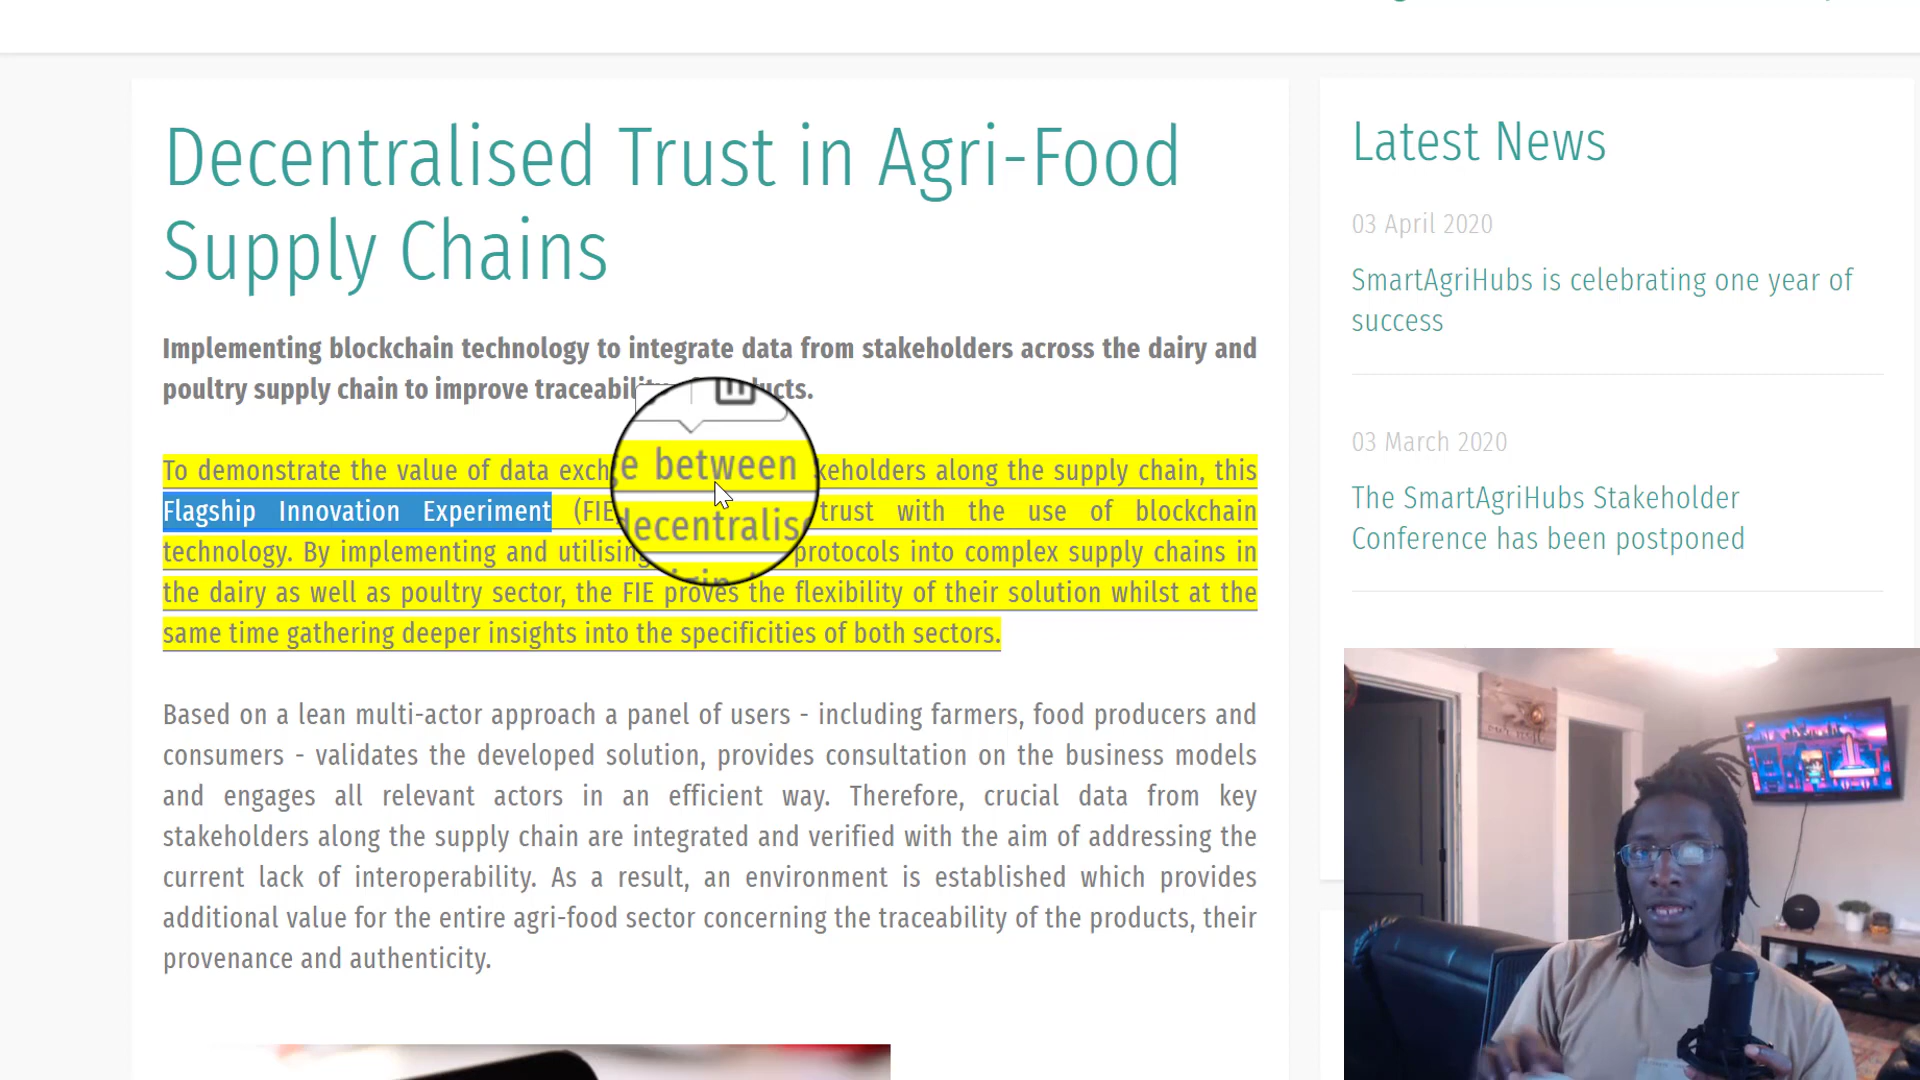 Decentralised Trust in Agri-Food
Supply Chains
Implementing blockchain technology to integrate data from stakeholders across the dairy and
poultry supply chain to improve
To demonstrate the value of data between along the supply chain, this
Flagship Innovation Experiment (FIE trust with the use of blockchain
technology. By implementing and protocols into complex supply chains in
the dairy as well as poultry sector, the FIE proves the flexibility of their solution whilst at the
same time gathering deeper insights into the specificities of both sectors.
Based on a lean multi-actor approach a panel of users - including farmers, food producers and
consumers - validates the developed solution, provides consultation on the business models
and engages all relevant actors in an efficient way. Therefore, crucial data from key
stakeholders along the supply chain are integrated and verified with the aim of addressing the
current lack of interoperability. As a result, an environment is established which provides
additional value for the entire agri-food sector concerning the traceability of the products, their
provenance and authenticity.
Latest News
03 April 2020
SmartAgriHubs is celebrating one year of
success
03 March 2020
The SmartAgriHubs Stakeholder
Conference has been postponed